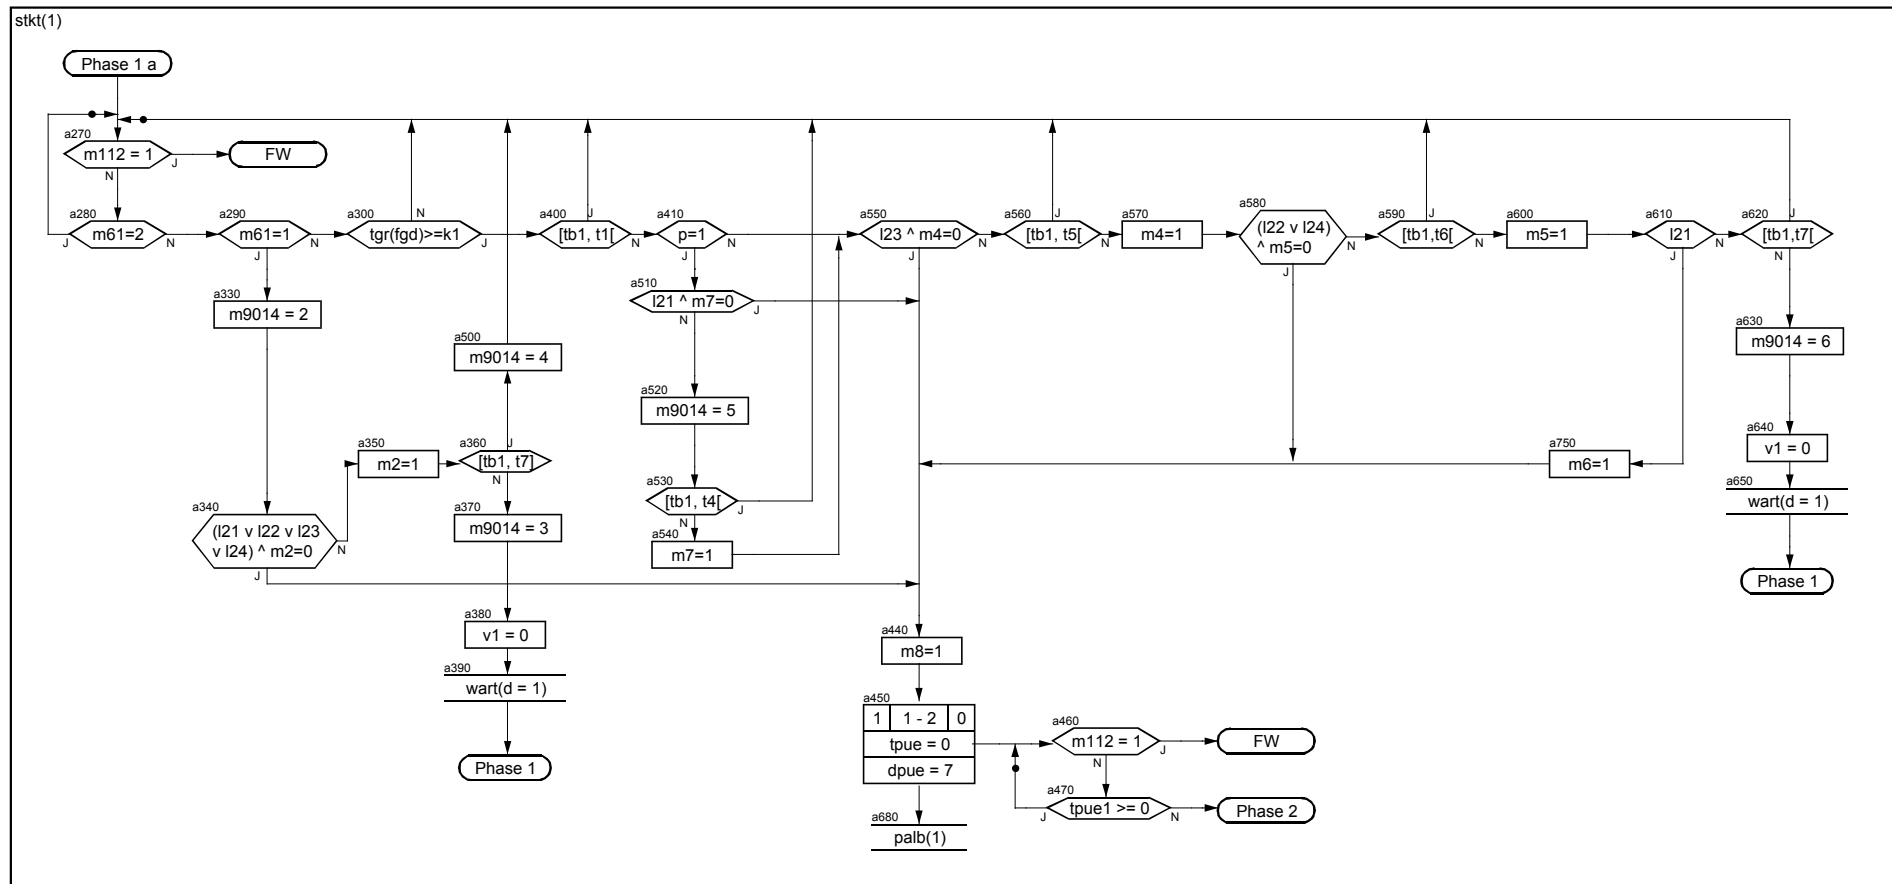 stkt(1)
Phase 1 a
a270
m112 = 1
J
N
FW
a280
m61=2
J
N
a290
m61=1
N
J
a300
tgr(fgd)>=k1
N
J
a400
[tb1, t1[
J
N
a410
p=1
N
J
a550
l23 ^ m4=0
N
J
a560
[tb1, t5[
J
N
a570
m4=1
a580
(l22 v l24)
^ m5=0
N
J
a590
[tb1,t6[
J
N
a600
m5=1
a610
l21
N
J
a620
[tb1,t7[
J
N
a330
m9014 = 2
a510
l21 ^ m7=0
J
N
a500
m9014 = 4
a630
m9014 = 6
a520
m9014 = 5
a350
m2=1
a360
[tb1, t7]
J
N
a750
m6=1
a640
v1 = 0
a530
[tb1, t4[
J
N
a650
wart(d = 1)
a340
(l21 v l22 v l23
v l24) ^ m2=0
N
J
a370
m9014 = 3
a540
m7=1
Phase 1
a380
v1 = 0
a390
wart(d = 1)
Phase 1
a440
m8=1
a450
1 1 - 2 0
tpue = 0
dpue = 7
a460
m112 = 1
J
N
FW
a470
tpue1 >= 0
J
N
Phase 2
a680
palb(1)